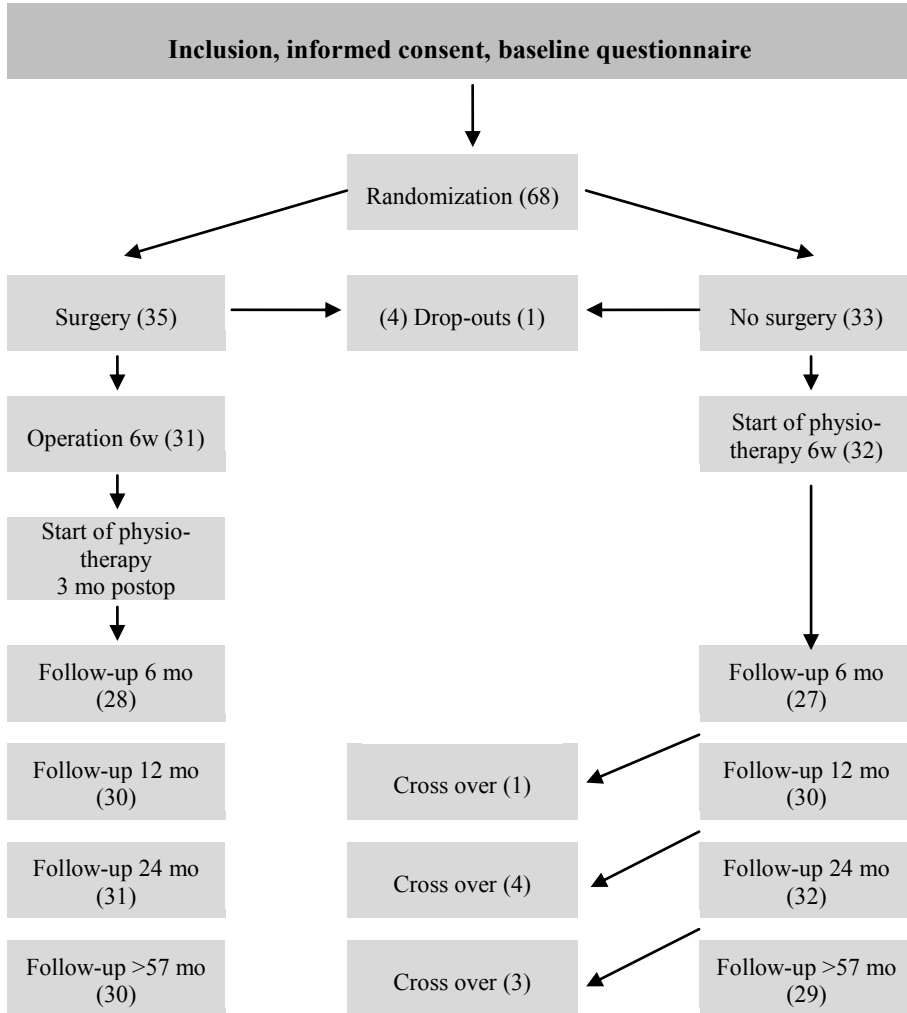 Inclusion, informed consent, baseline questionnaire
Randomization (68)
Surgery (35)
(4) Drop-outs (1)
No surgery (33)
Operation 6w (31)
Start of physio-
therapy 6w (32)
Start of physio-
therapy
3 mo postop
Follow-up 6 mo
(28)
Follow-up 6 mo
(27)
Follow-up 12 mo
(30)
Cross over (1)
Follow-up 12 mo
(30)
Follow-up 24 mo
(31)
Cross over (4)
Follow-up 24 mo
(32)
Follow-up >57 mo
(30)
Cross over (3)
Follow-up >57 mo
(29)